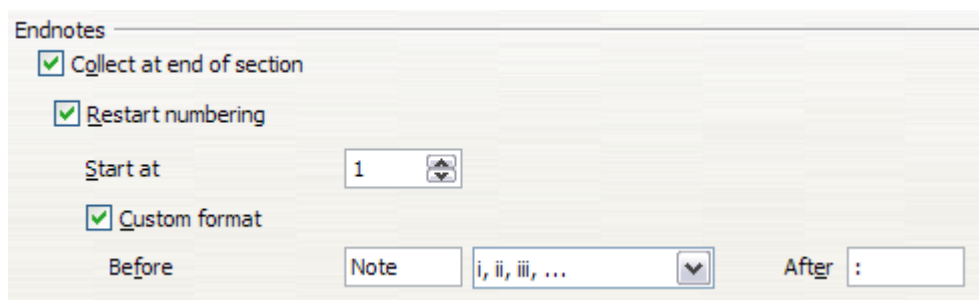 Endnotes
Collect at end of section
Restart numbering
Start at 1
Custom format
Before Note i, ii, iii, ... After :